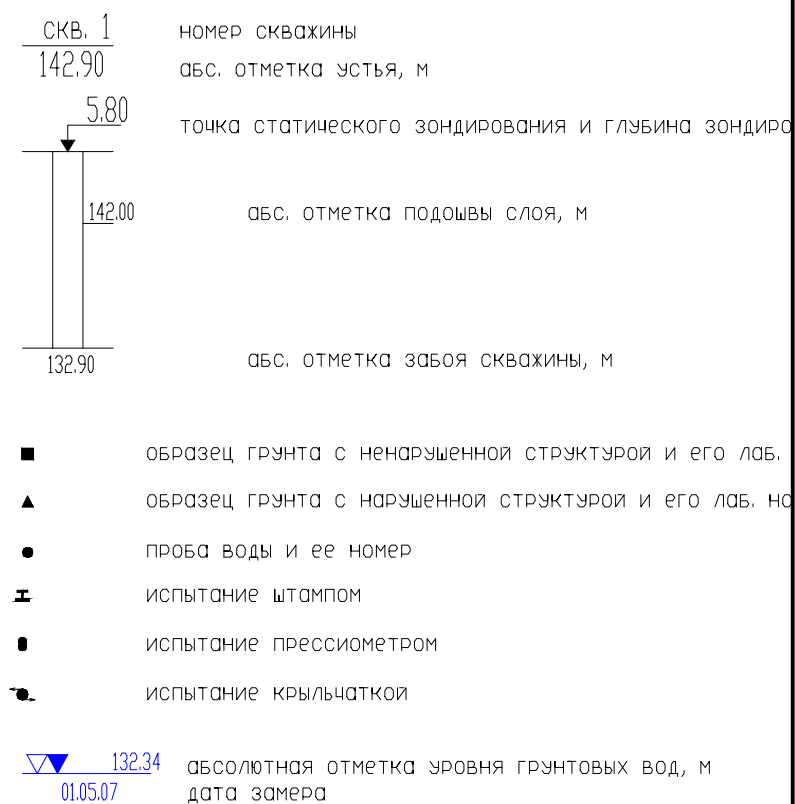 скв. 1 номер скважины
142.90 абс. отметка устья, м
5.80 точка статического зондирования и глубина зондиро
142.00 абс. отметка подошвы слоя, м
132.90 абс. отметка забоя скважины, м
образец грунта с ненарушенной структурой и его лаб.
образец грунта с нарушенной структурой и его лаб. но
проба воды и ее номер
испытание штампом
испытание прессиометром
испытание крыльчаткой
132.34 абсолютная отметка уровня грунтовых вод, м
01.05.07 дата замера